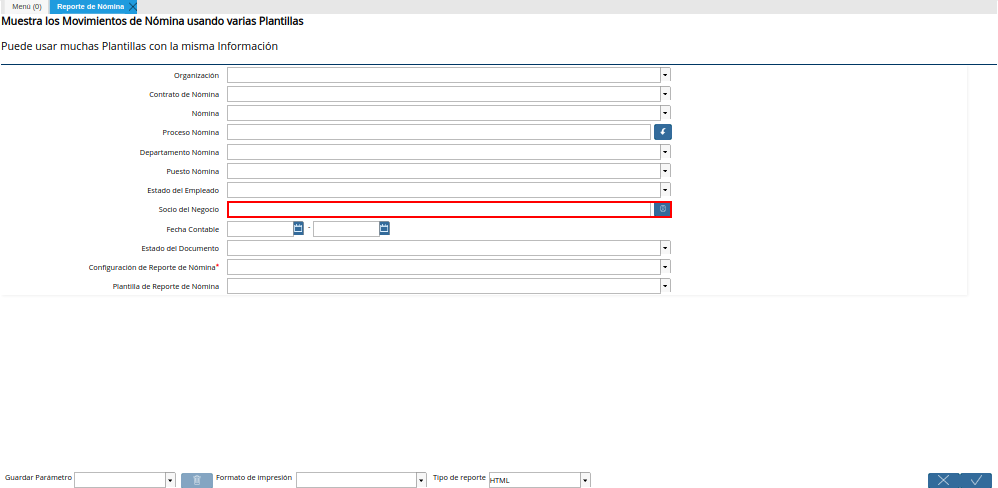 Menú (0) Reporte de Nómina
Muestra los Movimientos de Nómina usando varias Plantillas
Puede usar muchas Plantillas con la misma Información
Organización
Contrato de Nómina
Nómina
Proceso Nómina
Departamento Nómina
Puesto Nómina
Estado del Empleado
Socio del Negocio
Fecha Contable -
Estado del Documento
Configuración de Reporte de Nómina*
Plantilla de Reporte de Nómina
Guardar Parámetro Formato de impresión Tipo de reporte HTML